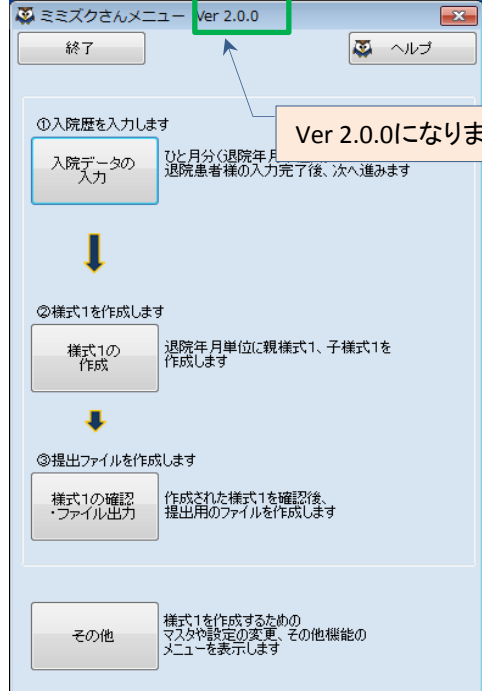 ミミズクさんメニュー Ver 2.0.0
終了
ヘルプ
①入院歴を入力します
Ver 2.0.0になりま
入院データの
入力
ひと月分(退院年月
退院患者様の入力完了後、次へ進みます
②様式1を作成します
様式1の
作成
退院年月単位に親様式1、子様式1を
作成します
③提出ファイルを作成します
様式1の確認
・ファイル出力
作成された様式1を確認後、
提出用のファイルを作成します
その他
様式1を作成するための
マスタや設定の変更、その他機能の
メニューを表示します